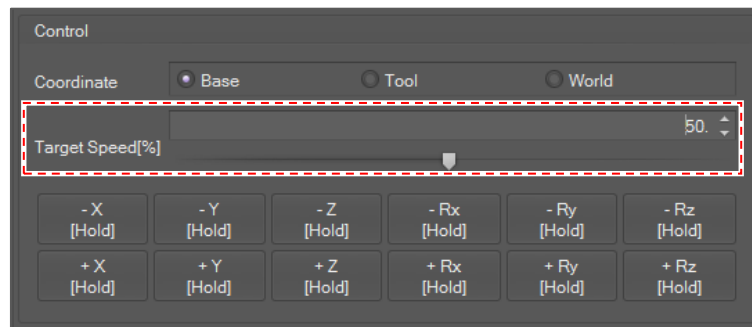 Control
Coordinate Base Tool World
50.
Target Speed[%]
- X - Y - Z - Rx - Ry - Rz
[Hold] [Hold] [Hold] [Hold] [Hold] [Hold]
+ X + Y + Z + Rx + Ry + Rz
[Hold] [Hold] [Hold] [Hold] [Hold] [Hold]